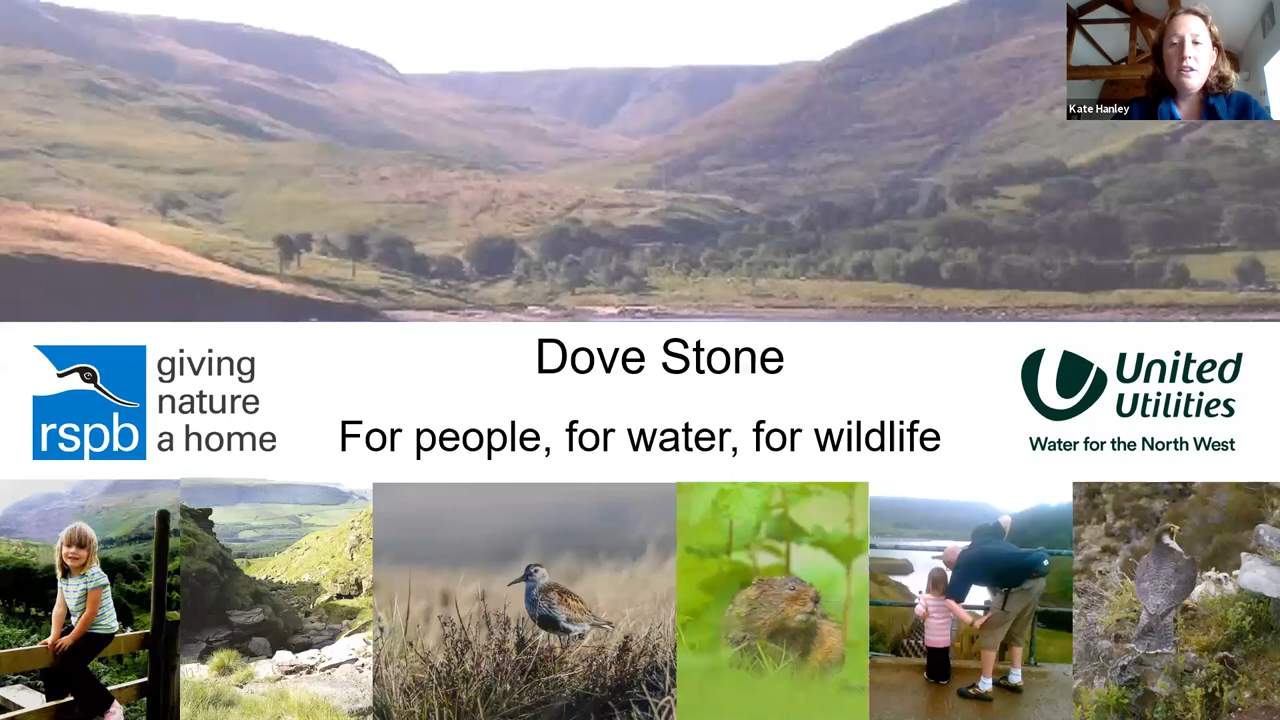 Kate Hanley
Dove Stone
For people, for water, for wildlife
rspb
giving
nature
a home
United
Utilities
Water for the North West